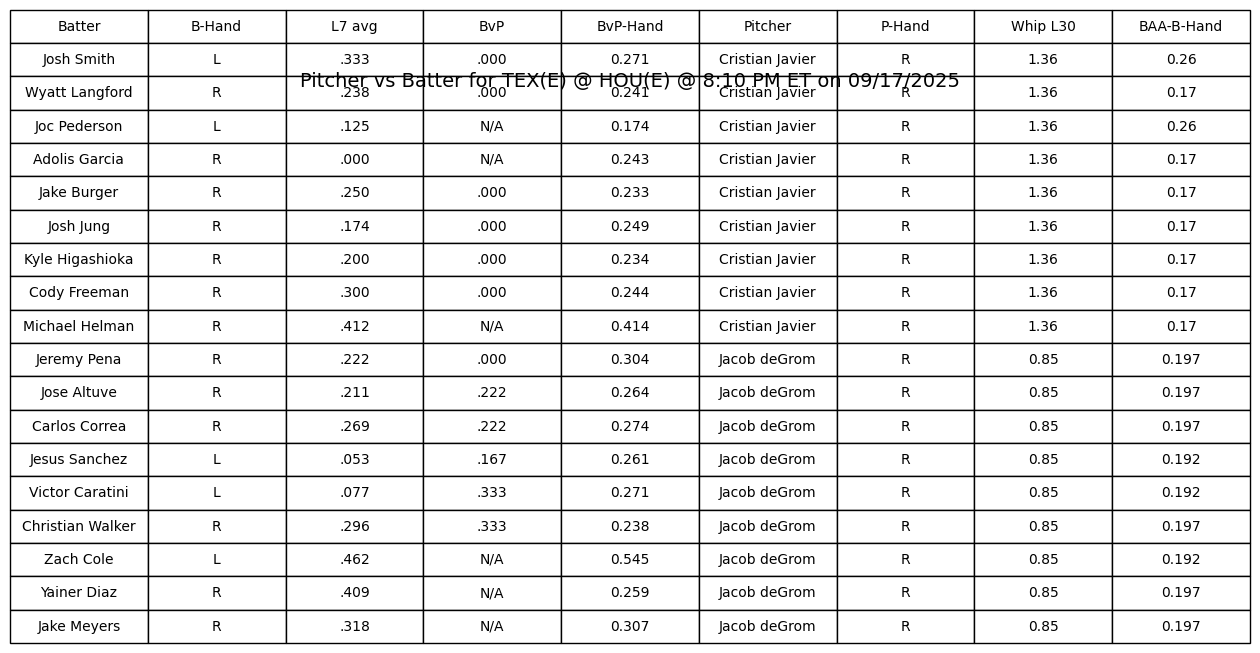 Batter B-Hand L7 avg BvP BvP-Hand Pitcher P-Hand Whip L30 BAA-B-Hand
Josh Smith L .333 .000 0.271 Cristian Javier R 1.36 0.26
Pitcher vs Batter for TEX(E) @ HOU(E) @ 8:10 PM ET on 09/17/2025
Wyatt Langford R .238 .000 0.241 Cristian Javier R 1.36 0.17
Joc Pederson L .125 N/A 0.174 Cristian Javier R 1.36 0.26
Adolis Garcia R .000 N/A 0.243 Cristian Javier R 1.36 0.17
Jake Burger R .250 .000 0.233 Cristian Javier R 1.36 0.17
Josh Jung R .174 .000 0.249 Cristian Javier R 1.36 0.17
Kyle Higashioka R .200 .000 0.234 Cristian Javier R 1.36 0.17
Cody Freeman R .300 .000 0.244 Cristian Javier R 1.36 0.17
Michael Helman R .412 N/A 0.414 Cristian Javier R 1.36 0.17
Jeremy Pena R .222 .000 0.304 Jacob deGrom R 0.85 0.197
Jose Altuve R .211 .222 0.264 Jacob deGrom R 0.85 0.197
Carlos Correa R .269 .222 0.274 Jacob deGrom R 0.85 0.197
Jesus Sanchez L .053 .167 0.261 Jacob deGrom R 0.85 0.192
Victor Caratini L .077 .333 0.271 Jacob deGrom R 0.85 0.192
Christian Walker R .296 .333 0.238 Jacob deGrom R 0.85 0.197
Zach Cole L .462 N/A 0.545 Jacob deGrom R 0.85 0.192
Yainer Diaz R .409 N/A 0.259 Jacob deGrom R 0.85 0.197
Jake Meyers R .318 N/A 0.307 Jacob deGrom R 0.85 0.197